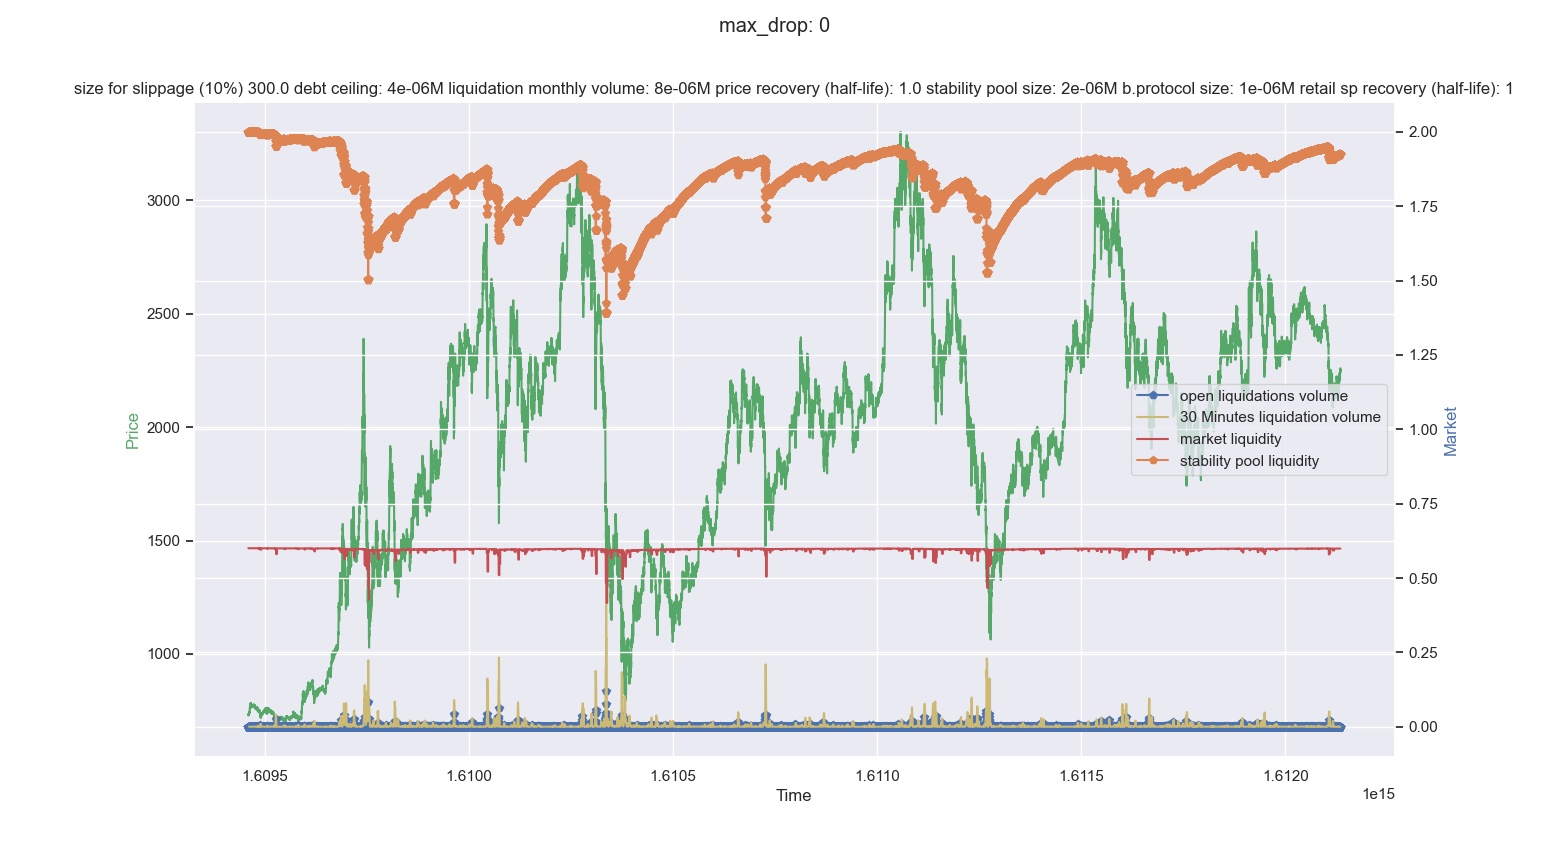 max_drop: 0
size for slippage (10%) 300.0 debt ceiling: 4e-06M liquidation monthly volume: 8e-06M price recovery (half-life): 1.0 stability pool size: 2e-06M b.protocol size: 1e-06M retail sp recovery (half-life): 1
3000
2500
2000
1500
1000
Price
2.00
1.75
1.50
1.25
1.00
0.75
0.50
0.25
0.00
Market
open liquidations volume
30 Minutes liquidation volume
market liquidity
stability pool liquidity
1.6095 1.6100 1.6105 1.6110 1.6115 1.6120
Time
1e15